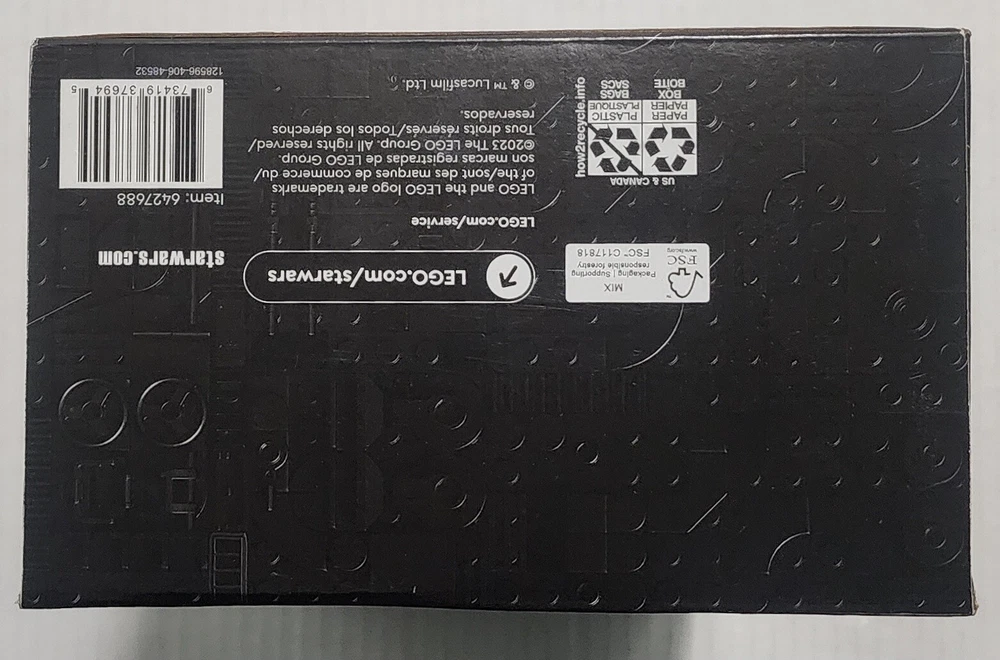 US & CANADA
PAPER
PAPIER
BOX
BOÎTE
PLASTIC
PLASTIQUE
BAGS
SACS
how2recycle.info
MIX
Packaging | Supporting
responsible forestry
FSC™ C117818
FSC
www.fsc.org
LEGO.com/starwars
LEGO.com/service
LEGO and the LEGO logo are trademarks
of the/sont des marques de commerce du/
son marcas registradas de LEGO Group.
©2023 The LEGO Group. All rights reserved/
Tous droits réservés/Todos los derechos
reservados.
© & ™ Lucasfilm Ltd.
starwars.com
Item: 6427688
6 73419 37694 5
128596-406-48532